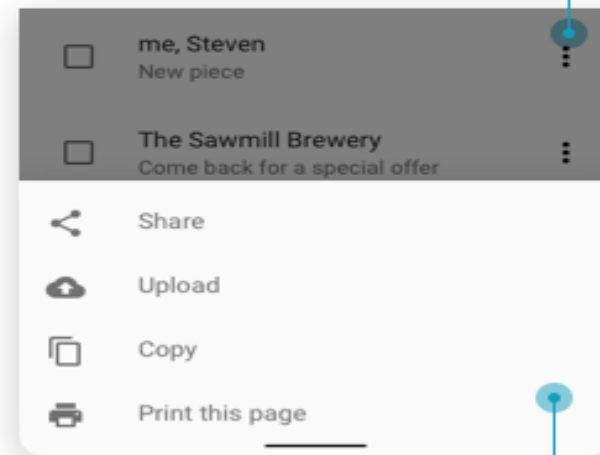 me, Steven
New piece
The Sawmill Brewery
Come back for a special offer
Share
Upload
Copy
Print this page